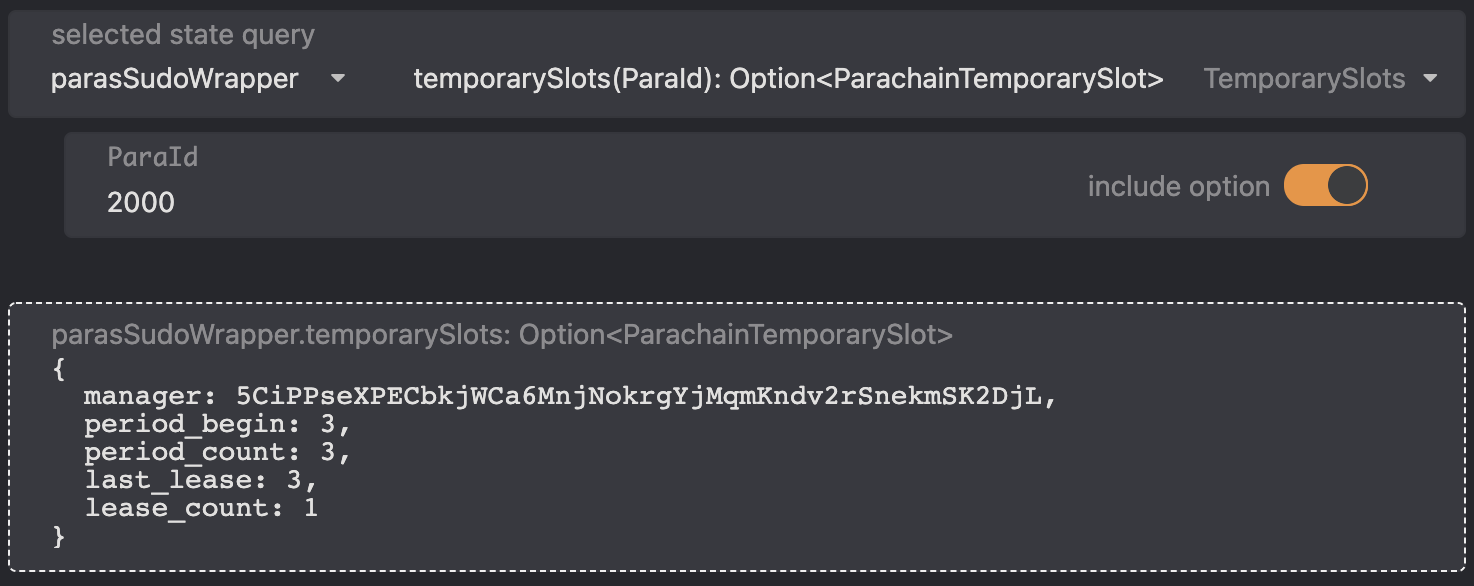 selected state query
parasSudoWrapper temporarySlots(ParaId): Option<ParachainTemporarySlot> TemporarySlots
ParaId
2000
include option
parasSudoWrapper.temporarySlots: Option<ParachainTemporarySlot>
{
manager: 5CiPPseXPECbkjWCa6MnjNokrgYjMqmKndv2rSnekmSK2DjL,
period_begin: 3,
period_count: 3,
last_lease: 3,
lease_count: 1
}